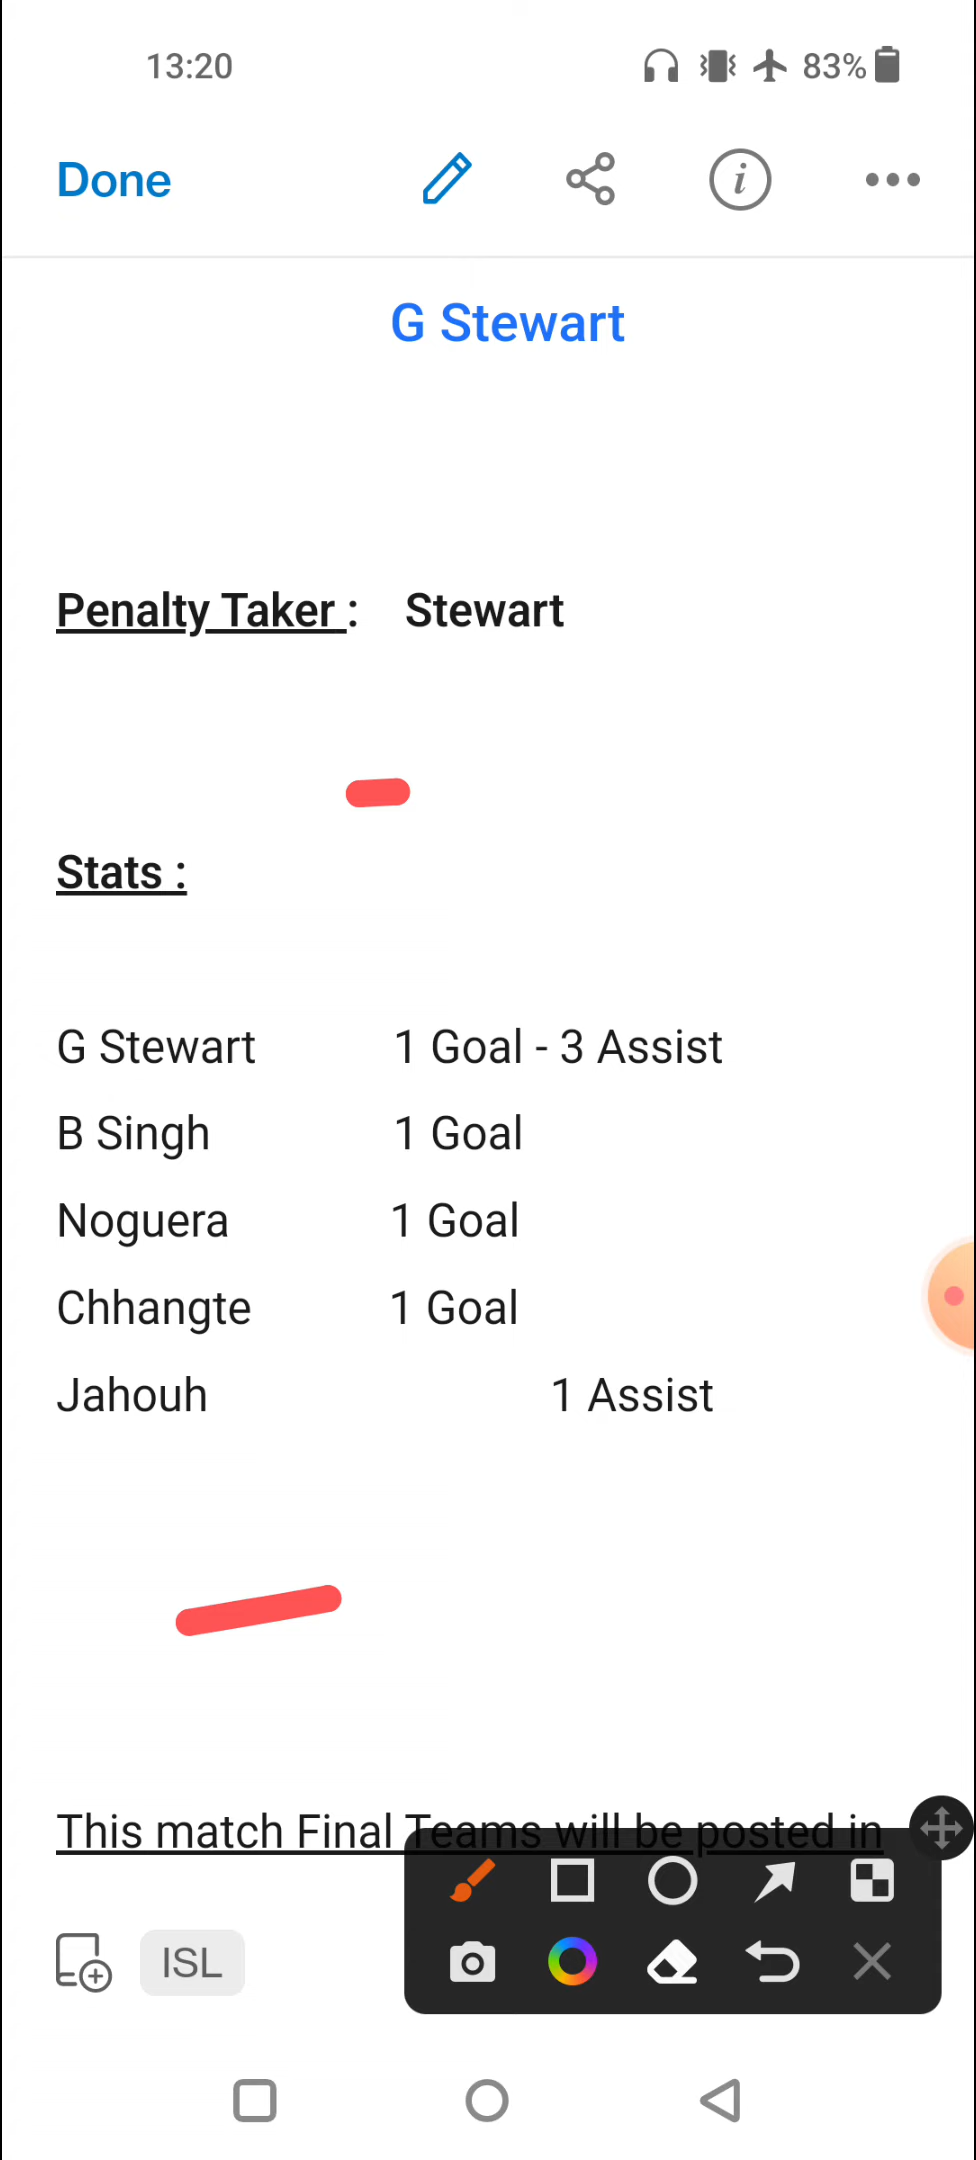 13:20
83%
Done
G Stewart
Penalty Taker : Stewart
Stats :
G Stewart 1 Goal - 3 Assist
B Singh 1 Goal
Noguera 1 Goal
Chhangte 1 Goal
Jahouh 1 Assist
This match Final Teams will be posted in
ISL